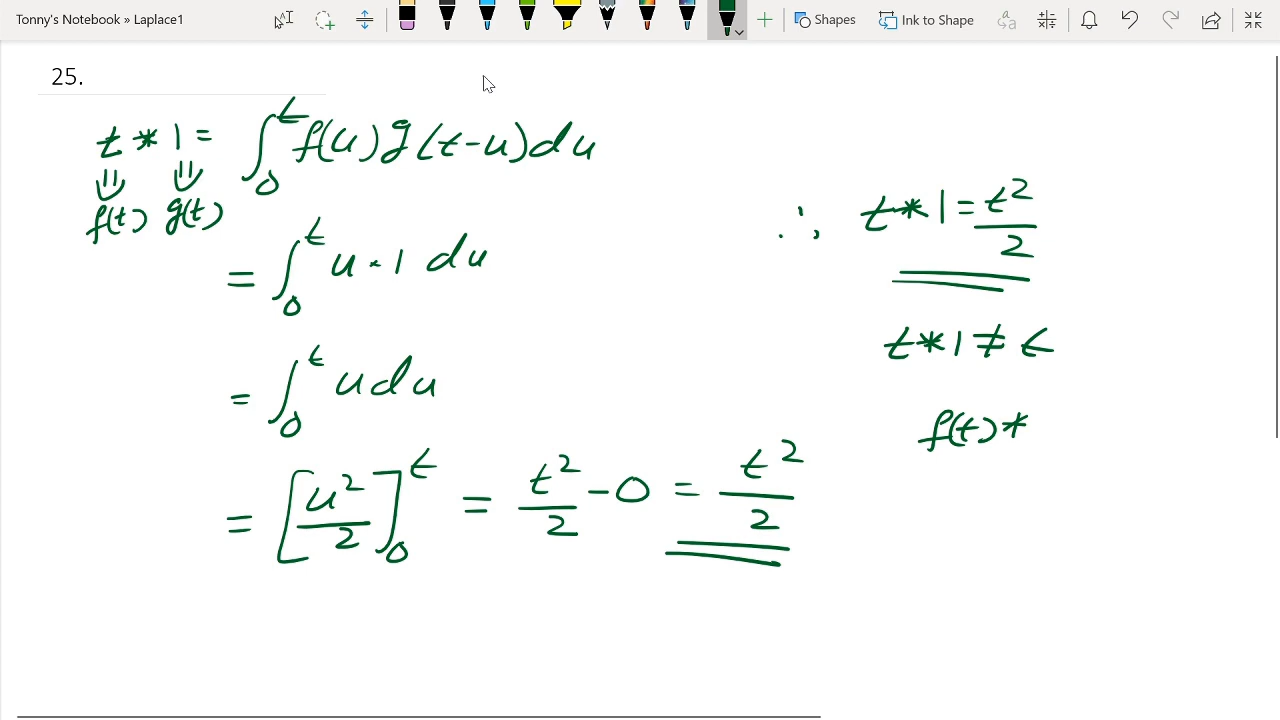 Tonny's Notebook » Laplace1
Shapes
Ink to Shape
25.
t * 1 = ∫₀ᵗ f(u) g(t-u) du
f(t) g(t)
= ∫₀ᵗ u · 1 du
= ∫₀ᵗ u du
= [u²/2]₀ᵗ = t²/2 - 0 = t²/2
∴ t * 1 = t²/2
t * 1 ≠ t
f(t) *